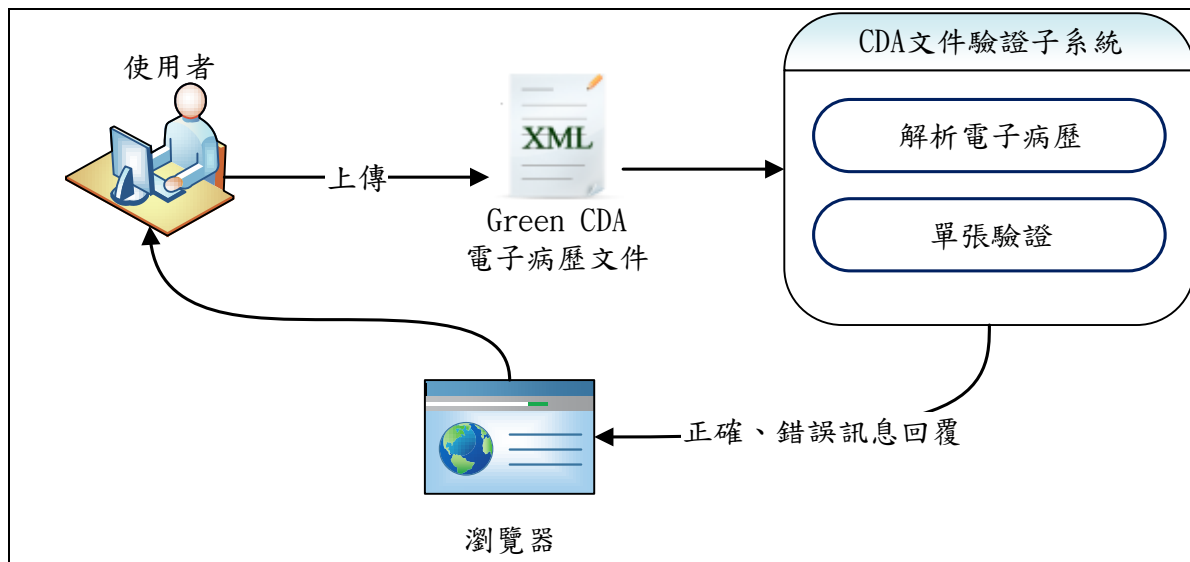 使用者
上傳
XML
Green CDA
電子病歷文件
CDA文件驗證子系統
解析電子病歷
單張驗證
正確、錯誤訊息回覆
瀏覽器